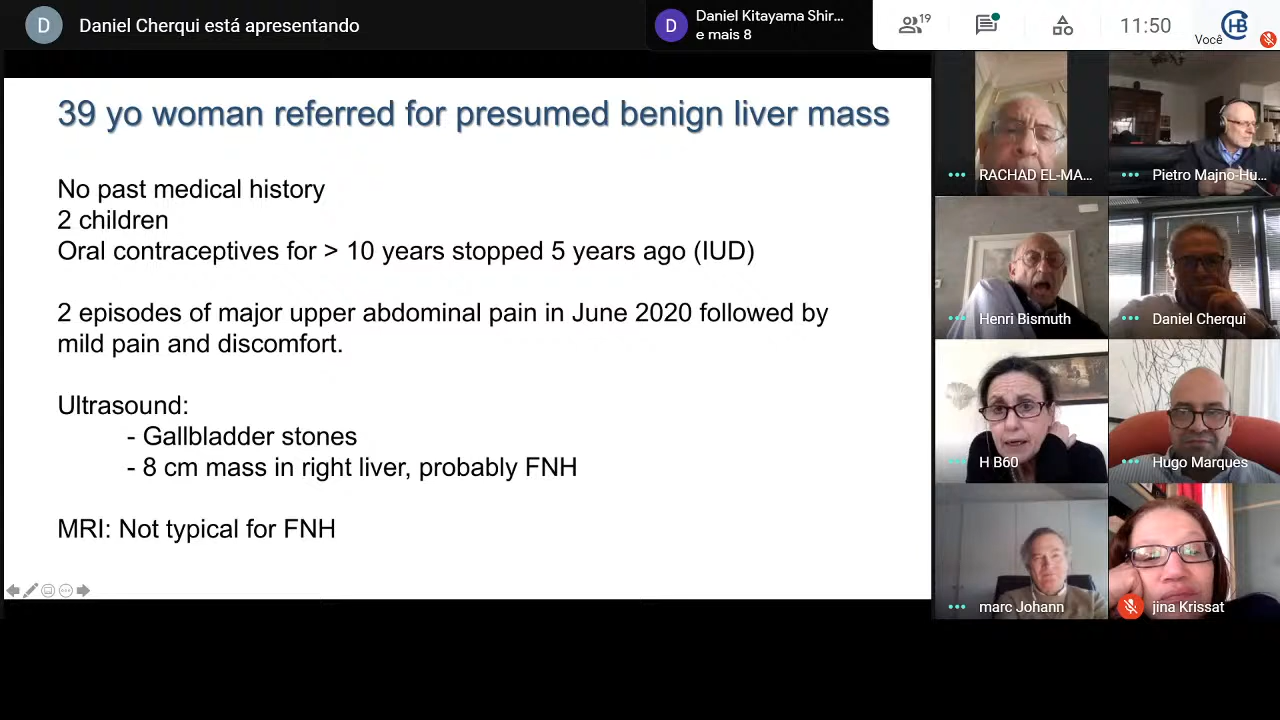 D
Daniel Cherqui está apresentando
D
Daniel Kitayama Shir...
e mais 8
19
11:50
Você
CHB
39 yo woman referred for presumed benign liver mass
No past medical history
2 children
Oral contraceptives for > 10 years stopped 5 years ago (IUD)
2 episodes of major upper abdominal pain in June 2020 followed by
mild pain and discomfort.
Ultrasound:
- Gallbladder stones
- 8 cm mass in right liver, probably FNH
MRI: Not typical for FNH
RACHAD EL-MA...
Pietro Majno-Hu...
Henri Bismuth
Daniel Cherqui
H B60
Hugo Marques
marc Johann
jina Krissat